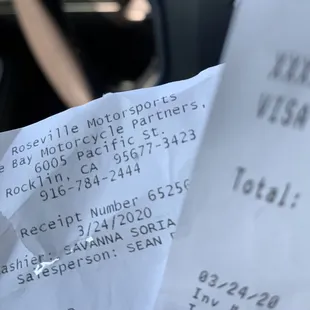 Roseville Motorsports
Bay Motorcycle Partners,
6005 Pacific St.
Rocklin, CA 95677-3423
916-784-2444
Receipt Number
3/24/2020
SAVANNA SORIA
Salesperson: SEAN
VISA
Total:
03/24/20
Inv #